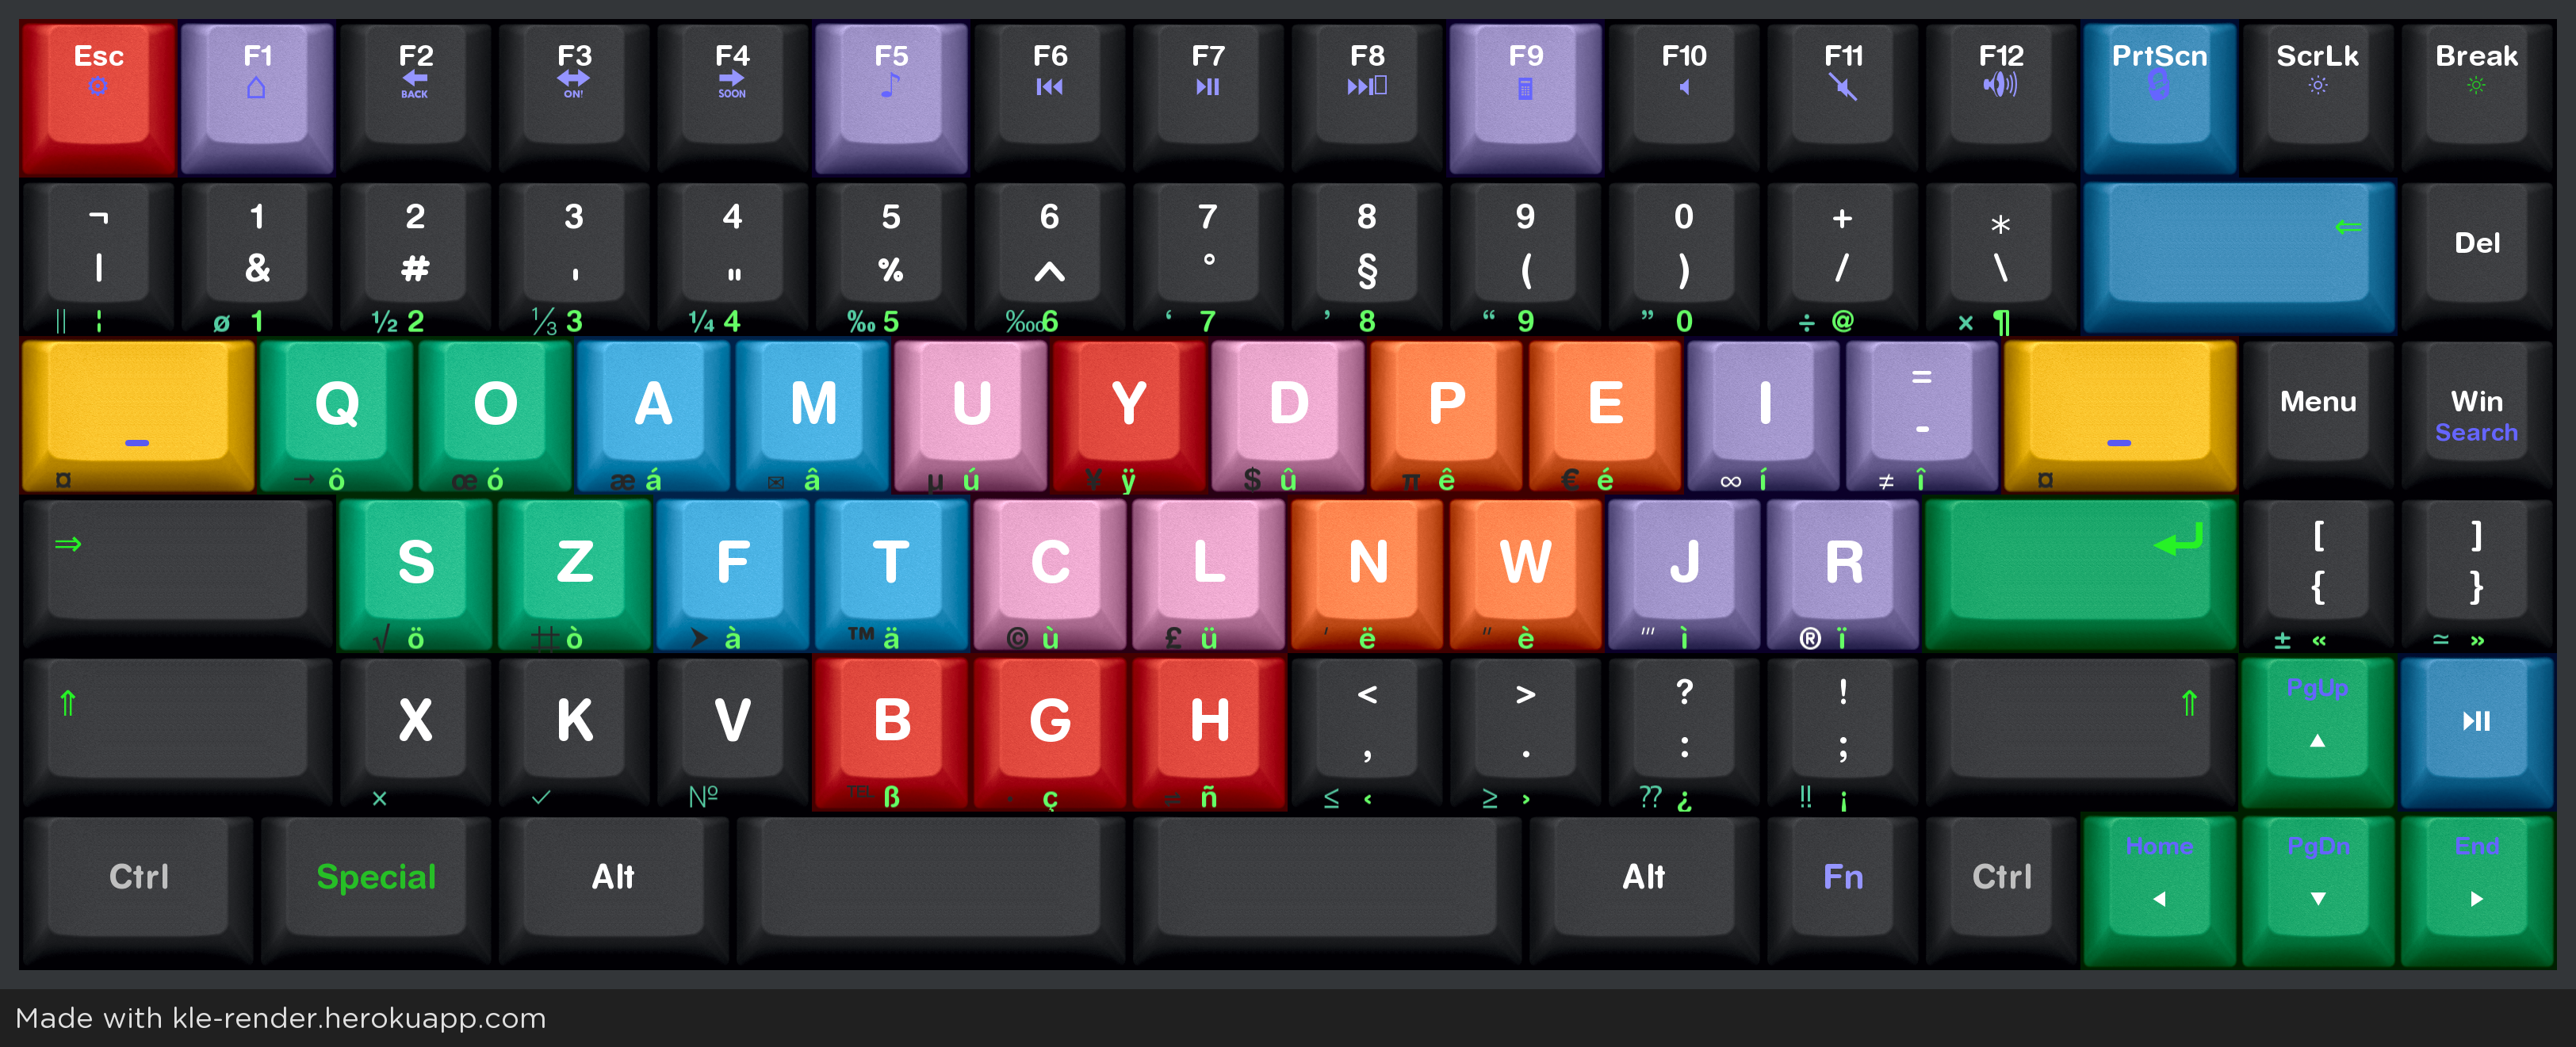 Esc F1 F2 F3 F4 F5 F6 F7 F8 F9 F10 F11 F12 PrtScn ScrLk Break
BACK ON! SOON
¬ 1 2 3 4 5 6 7 8 9 0 + *
| & # ' " % ^ ° § ( ) / \ ⇐ Del
‖ ¦ ø 1 ½ 2 ⅓ 3 ¼ 4 ‰ 5 ‱ 6 ‘ 7 ’ 8 “ 9 ” 0 ÷ @ × ¶
Q O A M U Y D P E I = Menu Win
- - - Search
¤ → ô œ ó æ á ✉ â µ ú ¥ ÿ $ û π ê € é ∞ í ≠ î ¤
⇒ S Z F T C L N W J R [ ]
{ }
√ ö ò ➤ à ™ ä © ù £ ü ′ ë ″ è ‴ ì ® ï ± « ≃ »
⇑ X K V B G H < > ? ! ⇑ PgUp
, . : ;
× ✓ № TEL ß ç ñ ≤ ‹ ≥ › ⁇ ¿ ‼ ¡
Ctrl Special Alt Alt Fn Ctrl Home PgDn End
Made with kle-render.herokuapp.com